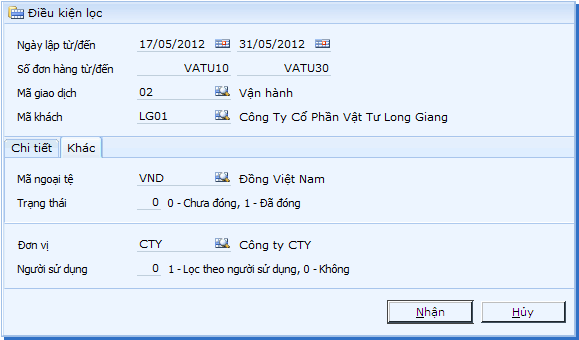 Điều kiện lọc
Ngày lập từ/đến 17/05/2012 31/05/2012
Số đơn hàng từ/đến VATU10 VATU30
Mã giao dịch 02 Vận hành
Mã khách LG01 Công Ty Cổ Phần Vật Tư Long Giang
Chi tiết Khác
Mã ngoại tệ VND Đồng Việt Nam
Trạng thái 0 0 - Chưa đóng, 1 - Đã đóng
Đơn vị CTY Công ty CTY
Người sử dụng 0 1 - Lọc theo người sử dụng, 0 - Không
Nhận Hủy